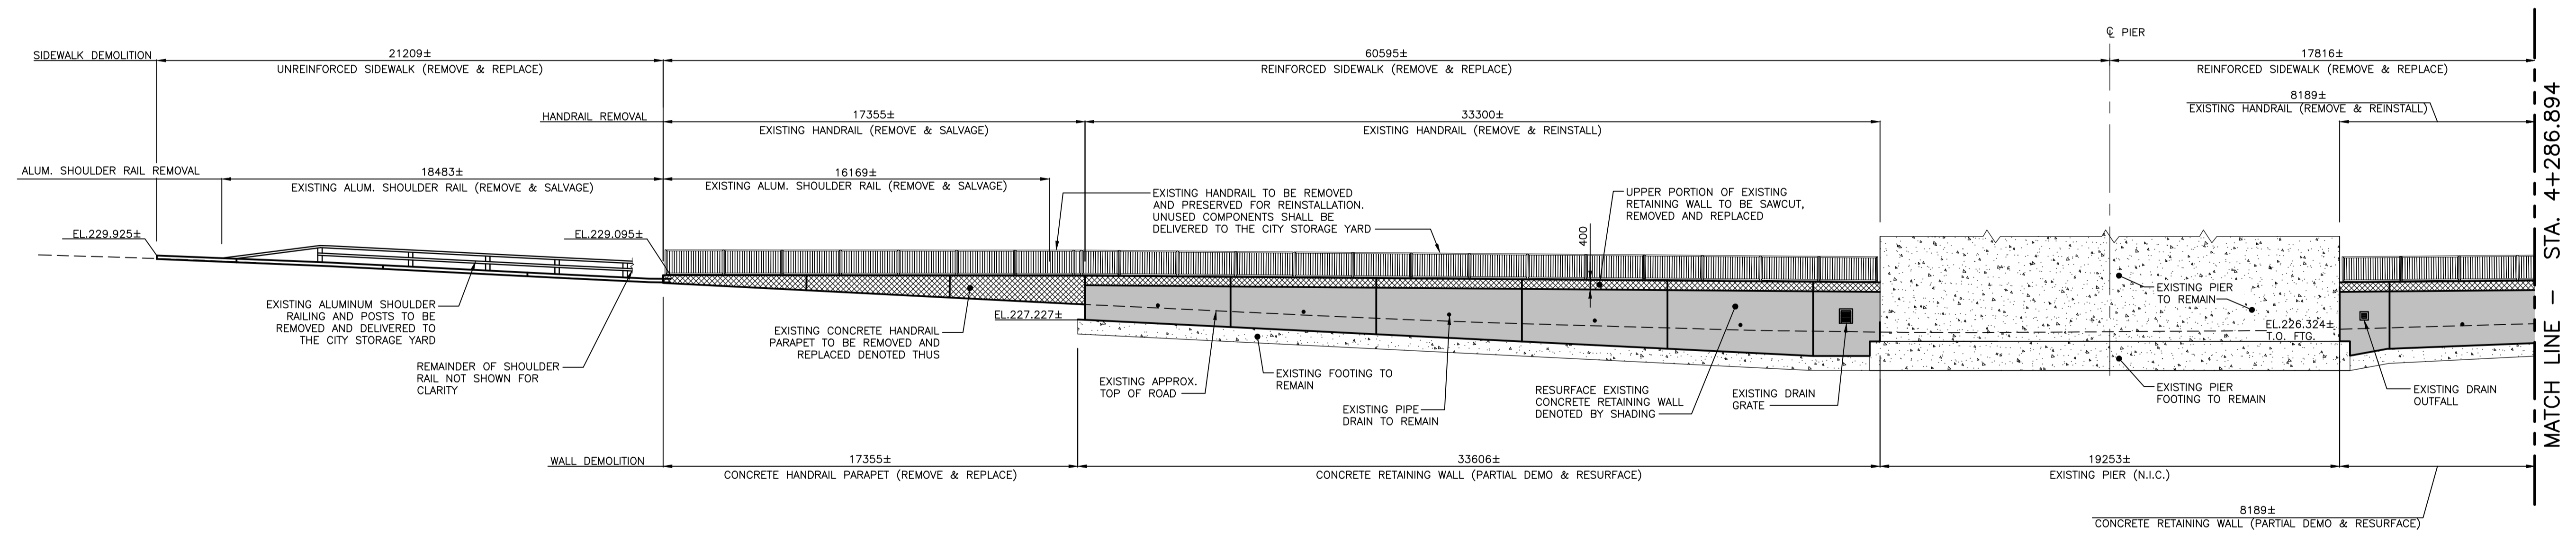 ℄ PIER
SIDEWALK DEMOLITION
21209±
UNREINFORCED SIDEWALK (REMOVE & REPLACE)
60595±
REINFORCED SIDEWALK (REMOVE & REPLACE)
17816±
REINFORCED SIDEWALK (REMOVE & REPLACE)
HANDRAIL REMOVAL
17355±
EXISTING HANDRAIL (REMOVE & SALVAGE)
33300±
EXISTING HANDRAIL (REMOVE & REINSTALL)
8189±
EXISTING HANDRAIL (REMOVE & REINSTALL)
ALUM. SHOULDER RAIL REMOVAL
18483±
EXISTING ALUM. SHOULDER RAIL (REMOVE & SALVAGE)
16169±
EXISTING ALUM. SHOULDER RAIL (REMOVE & SALVAGE)
EXISTING HANDRAIL TO BE REMOVED
AND PRESERVED FOR REINSTALLATION.
UNUSED COMPONENTS SHALL BE
DELIVERED TO THE CITY STORAGE YARD
UPPER PORTION OF EXISTING
RETAINING WALL TO BE SAWCUT,
REMOVED AND REPLACED
400
EL.229.925±
EL.229.095±
EXISTING ALUMINUM SHOULDER
RAILING AND POSTS TO BE
REMOVED AND DELIVERED TO
THE CITY STORAGE YARD
REMAINDER OF SHOULDER
RAIL NOT SHOWN FOR
CLARITY
EXISTING CONCRETE HANDRAIL
PARAPET TO BE REMOVED AND
REPLACED DENOTED THUS
EL.227.227±
EXISTING APPROX.
TOP OF ROAD
EXISTING FOOTING TO
REMAIN
EXISTING PIPE
DRAIN TO REMAIN
RESURFACE EXISTING
CONCRETE RETAINING WALL
DENOTED BY SHADING
EXISTING DRAIN
GRATE
EXISTING PIER
TO REMAIN
EL.226.324±
T.O. FTG.
EXISTING PIER
FOOTING TO REMAIN
EXISTING DRAIN
OUTFALL
WALL DEMOLITION
17355±
CONCRETE HANDRAIL PARAPET (REMOVE & REPLACE)
33606±
CONCRETE RETAINING WALL (PARTIAL DEMO & RESURFACE)
19253±
EXISTING PIER (N.I.C.)
8189±
CONCRETE RETAINING WALL (PARTIAL DEMO & RESURFACE)
MATCH LINE – STA. 4+286.894